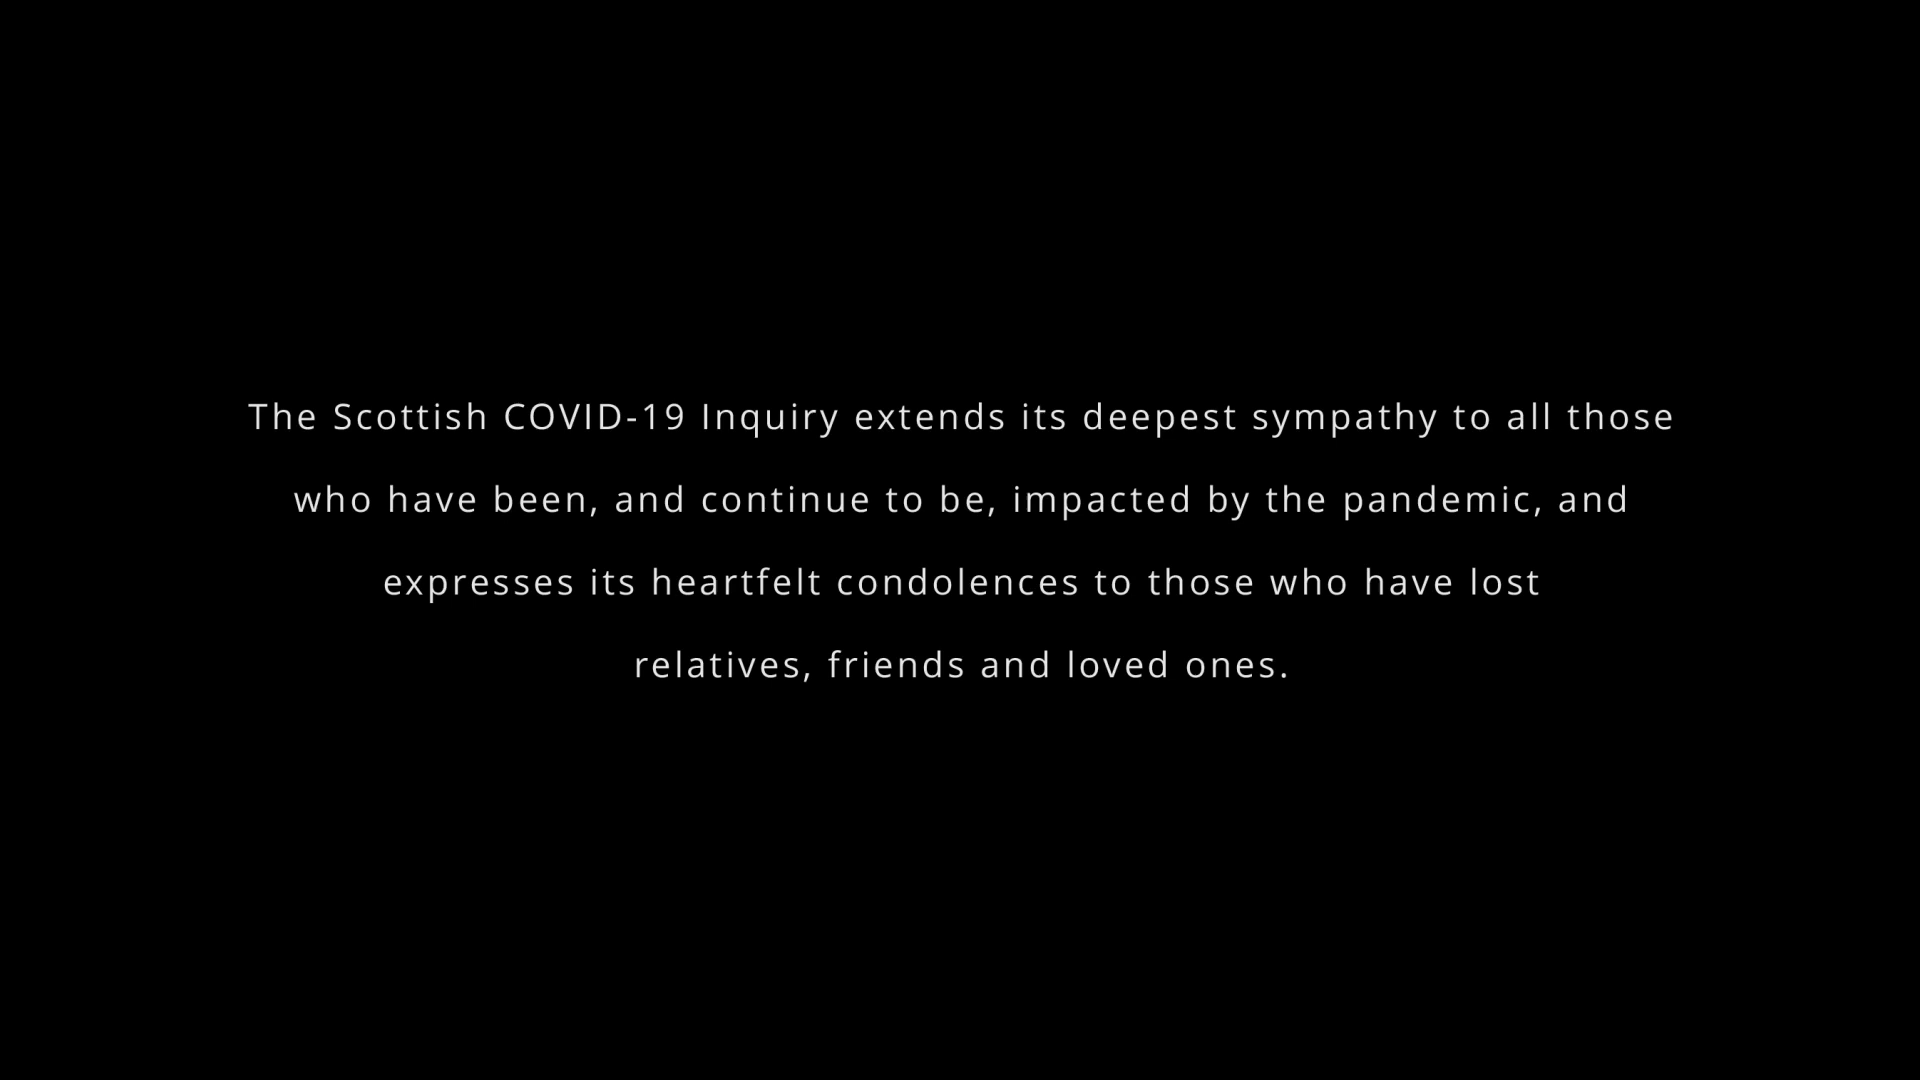 The Scottish COVID-19 Inquiry extends its deepest sympathy to all those
who have been, and continue to be, impacted by the pandemic, and
expresses its heartfelt condolences to those who have lost
relatives, friends and loved ones.